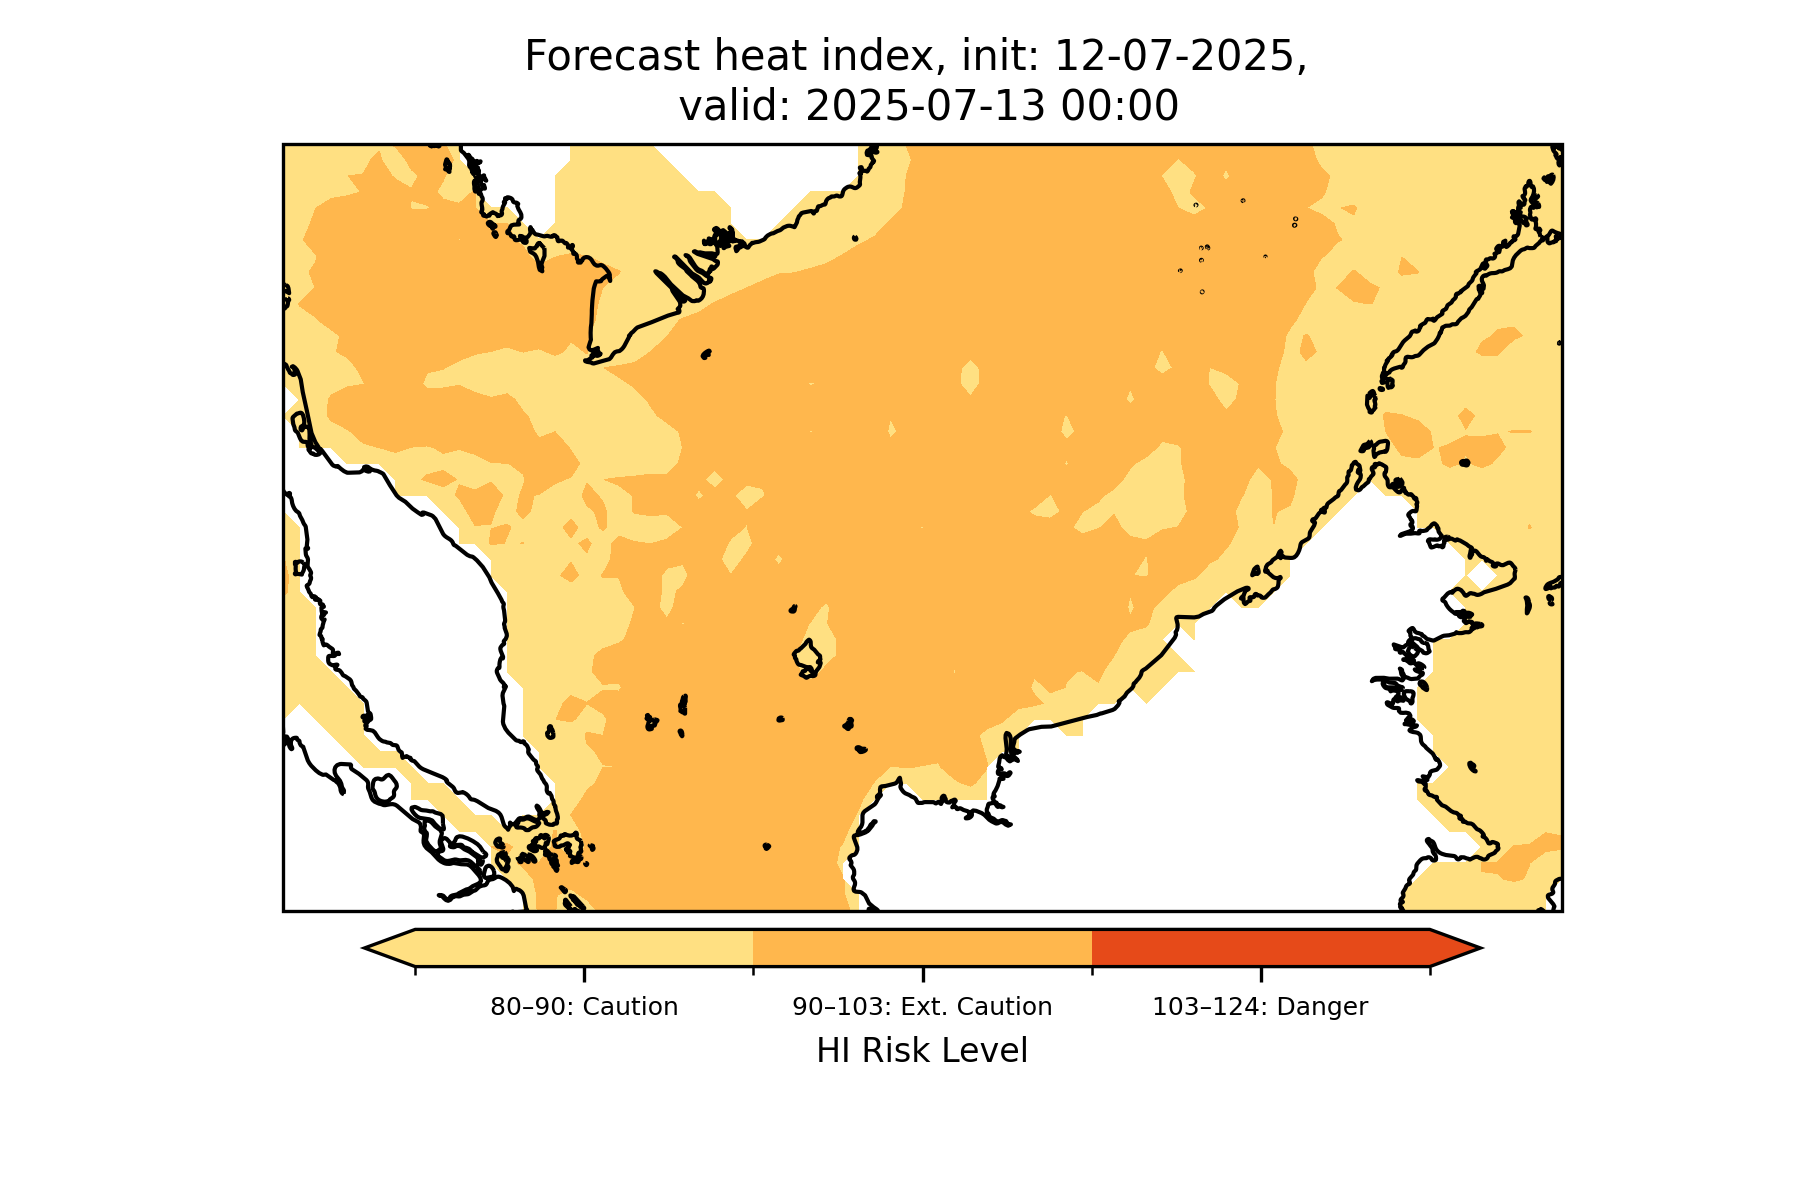 Forecast heat index, init: 12-07-2025,
valid: 2025-07-13 00:00
80–90: Caution
90–103: Ext. Caution
103–124: Danger
HI Risk Level